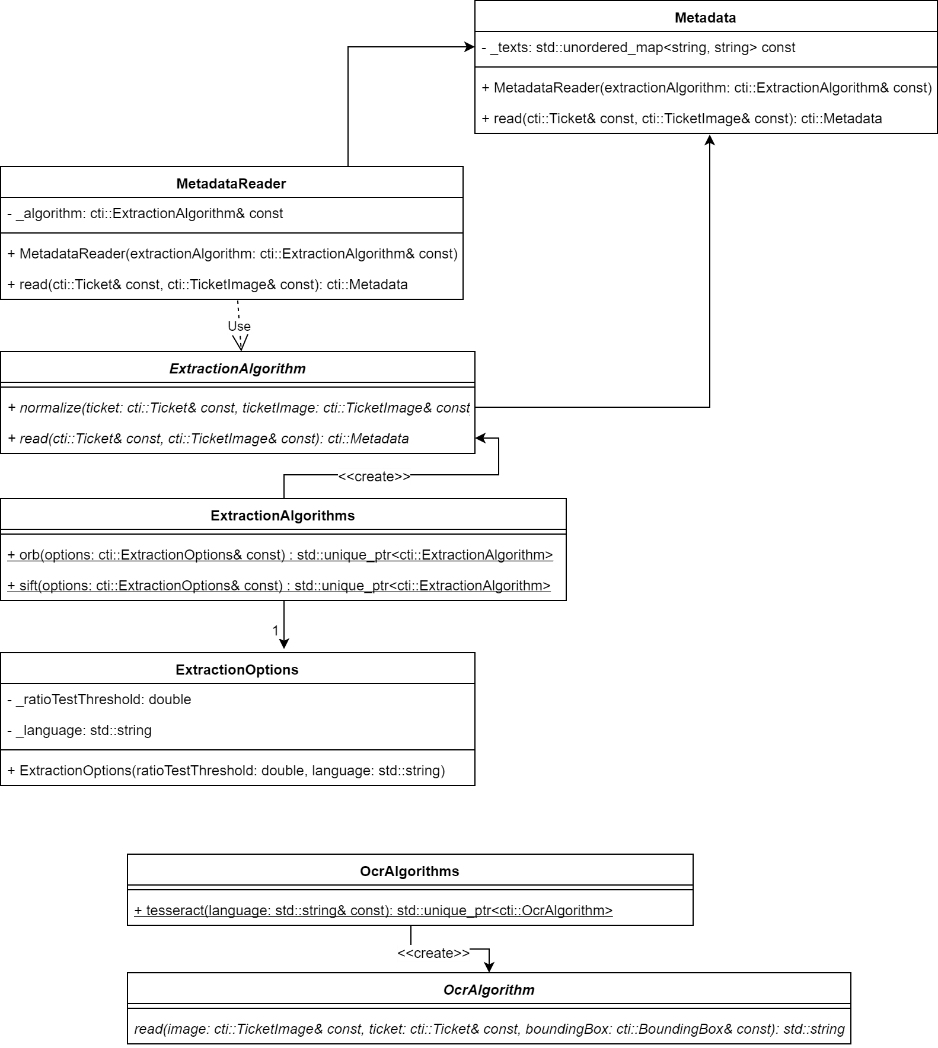 Metadata
- _texts: std::unordered_map<string, string> const
+ MetadataReader(extractionAlgorithm: cti::ExtractionAlgorithm& const)
+ read(cti::Ticket& const, cti::TicketImage& const): cti::Metadata
MetadataReader
- _algorithm: cti::ExtractionAlgorithm& const
+ MetadataReader(extractionAlgorithm: cti::ExtractionAlgorithm& const)
+ read(cti::Ticket& const, cti::TicketImage& const): cti::Metadata
Use
ExtractionAlgorithm
+ normalize(ticket: cti::Ticket& const, ticketImage: cti::TicketImage& const
+ read(cti::Ticket& const, cti::TicketImage& const): cti::Metadata
<<create>>
ExtractionAlgorithms
+ orb(options: cti::ExtractionOptions& const) : std::unique_ptr<cti::ExtractionAlgorithm>
+ sift(options: cti::ExtractionOptions& const) : std::unique_ptr<cti::ExtractionAlgorithm>
1
ExtractionOptions
- _ratioTestThreshold: double
- _language: std::string
+ ExtractionOptions(ratioTestThreshold: double, language: std::string)
OcrAlgorithms
+ tesseract(language: std::string& const): std::unique_ptr<cti::OcrAlgorithm>
<<create>>
OcrAlgorithm
read(image: cti::TicketImage& const, ticket: cti::Ticket& const, boundingBox: cti::BoundingBox& const): std::string